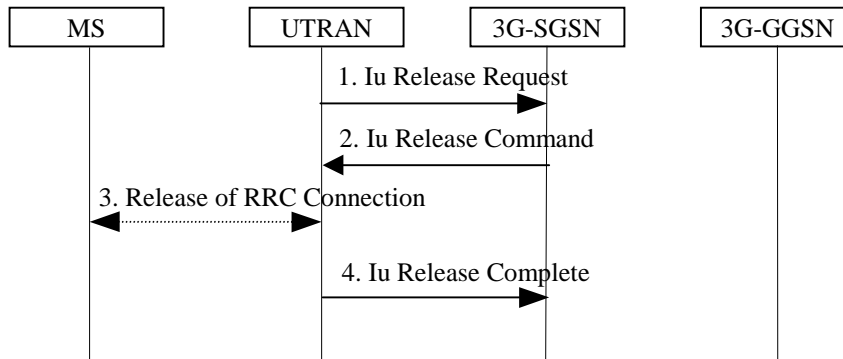 MS
UTRAN
3G-SGSN
3G-GGSN
1. Iu Release Request
2. Iu Release Command
3. Release of RRC Connection
4. Iu Release Complete